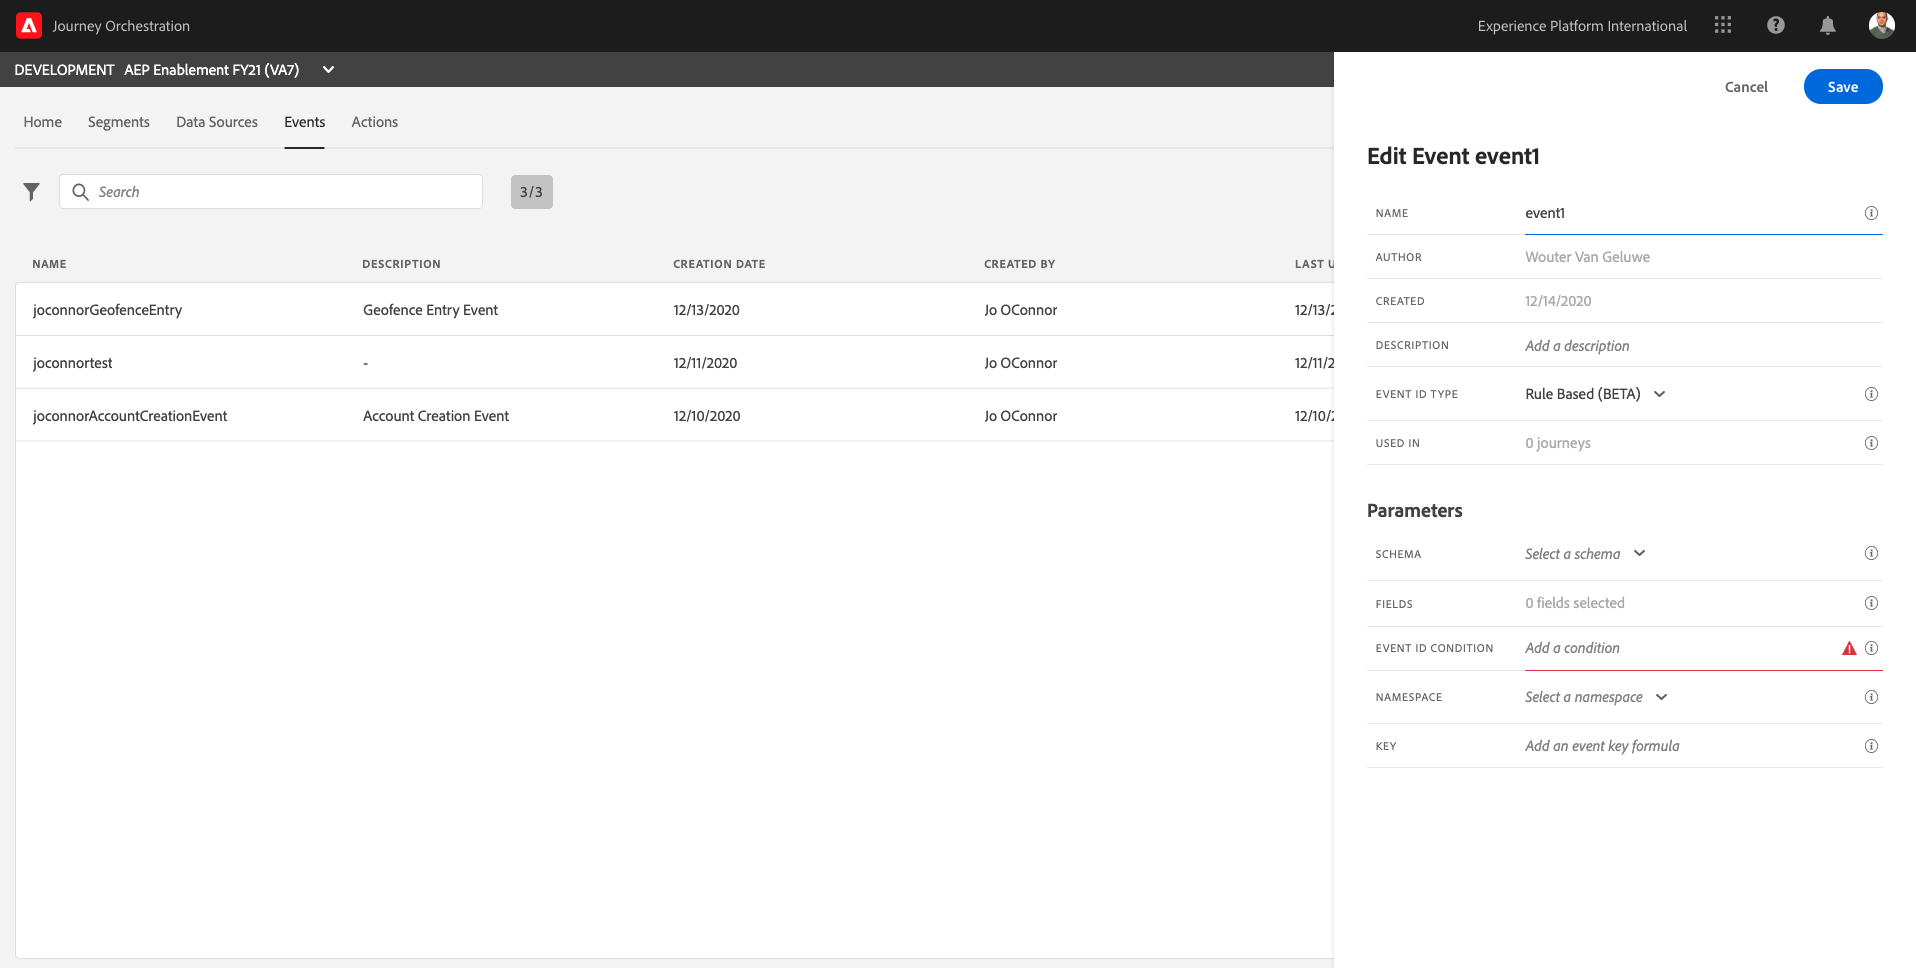 Journey Orchestration
Experience Platform International
DEVELOPMENT AEP Enablement FY21 (VA7)
Home Segments Data Sources Events Actions
Search
3/3
NAME DESCRIPTION CREATION DATE CREATED BY LAST U
joconnorGeofenceEntry Geofence Entry Event 12/13/2020 Jo OConnor 12/13/2
joconnortest - 12/11/2020 Jo OConnor 12/11/2
joconnorAccountCreationEvent Account Creation Event 12/10/2020 Jo OConnor 12/10/2
Cancel Save
Edit Event event1
NAME event1
AUTHOR Wouter Van Geluwe
CREATED 12/14/2020
DESCRIPTION Add a description
EVENT ID TYPE Rule Based (BETA)
USED IN 0 journeys
Parameters
SCHEMA Select a schema
FIELDS 0 fields selected
EVENT ID CONDITION Add a condition
NAMESPACE Select a namespace
KEY Add an event key formula